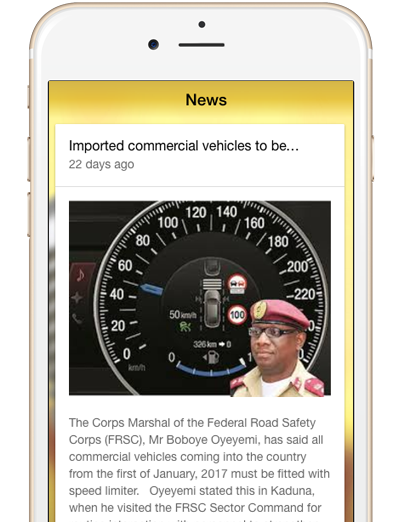 News
Imported commercial vehicles to be…
22 days ago
120 140
100 160
80
60
200
40 220
20 240
50 km/h
100
326 km → 0
km/h
0
The Corps Marshal of the Federal Road Safety
Corps (FRSC), Mr Boboye Oyeyemi, has said all
commercial vehicles coming into the country
from the first of January, 2017 must be fitted with
speed limiter. Oyeyemi stated this in Kaduna,
when he visited the FRSC Sector Command for